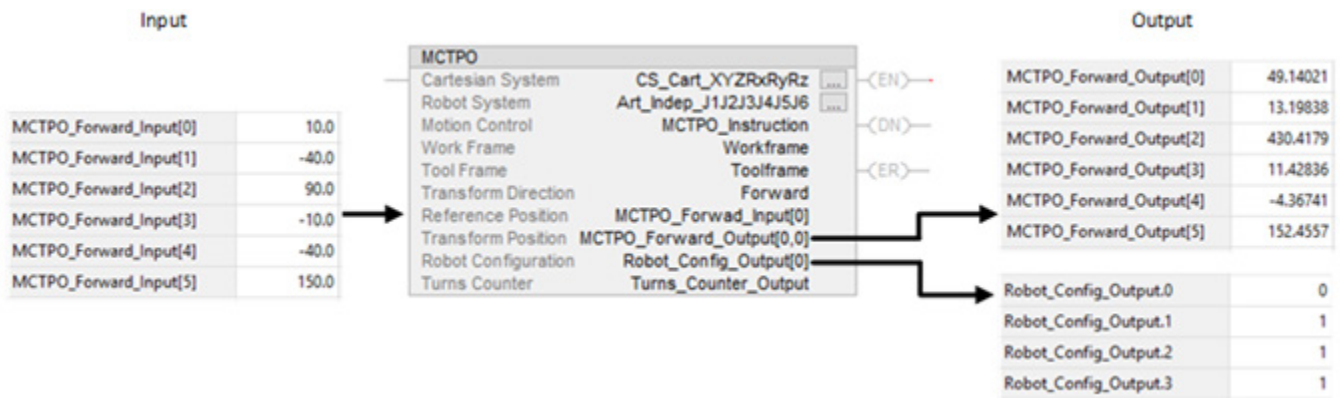 Input
Output
MCTPO_Forward_Input[0] 10.0
MCTPO_Forward_Input[1] -40.0
MCTPO_Forward_Input[2] 90.0
MCTPO_Forward_Input[3] -10.0
MCTPO_Forward_Input[4] -40.0
MCTPO_Forward_Input[5] 150.0
MCTPO
Cartesian System CS_Cart_XYZRxRyRz ... (EN)
Robot System Art_Indep_J1J2J3J4J5J6 ...
Motion Control MCTPO_Instruction (DN)
Work Frame Workframe
Tool Frame Toolframe (ER)
Transform Direction Forward
Reference Position MCTPO_Forwad_Input[0]
Transform Position MCTPO_Forward_Output[0,0]
Robot Configuration Robot_Config_Output[0]
Turns Counter Turns_Counter_Output
MCTPO_Forward_Output[0] 49.14021
MCTPO_Forward_Output[1] 13.19838
MCTPO_Forward_Output[2] 430.4179
MCTPO_Forward_Output[3] 11.42836
MCTPO_Forward_Output[4] -4.36741
MCTPO_Forward_Output[5] 152.4557
Robot_Config_Output.0 0
Robot_Config_Output.1 1
Robot_Config_Output.2 1
Robot_Config_Output.3 1